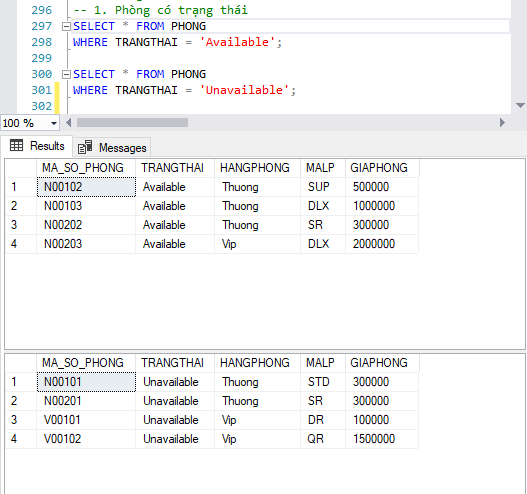 296 -- 1. Phòng có trạng thái
297 SELECT * FROM PHONG
298 WHERE TRANGTHAI = 'Available';
299
300 SELECT * FROM PHONG
301 WHERE TRANGTHAI = 'Unavailable';
302
100 %
Results Messages
MA_SO_PHONG TRANGTHAI HANGPHONG MALP GIAPHONG
1 N00102 Available Thuong SUP 500000
2 N00103 Available Thuong DLX 1000000
3 N00202 Available Thuong SR 300000
4 N00203 Available Vip DLX 2000000
MA_SO_PHONG TRANGTHAI HANGPHONG MALP GIAPHONG
1 N00101 Unavailable Thuong STD 300000
2 N00201 Unavailable Thuong SR 300000
3 V00101 Unavailable Vip DR 100000
4 V00102 Unavailable Vip QR 1500000